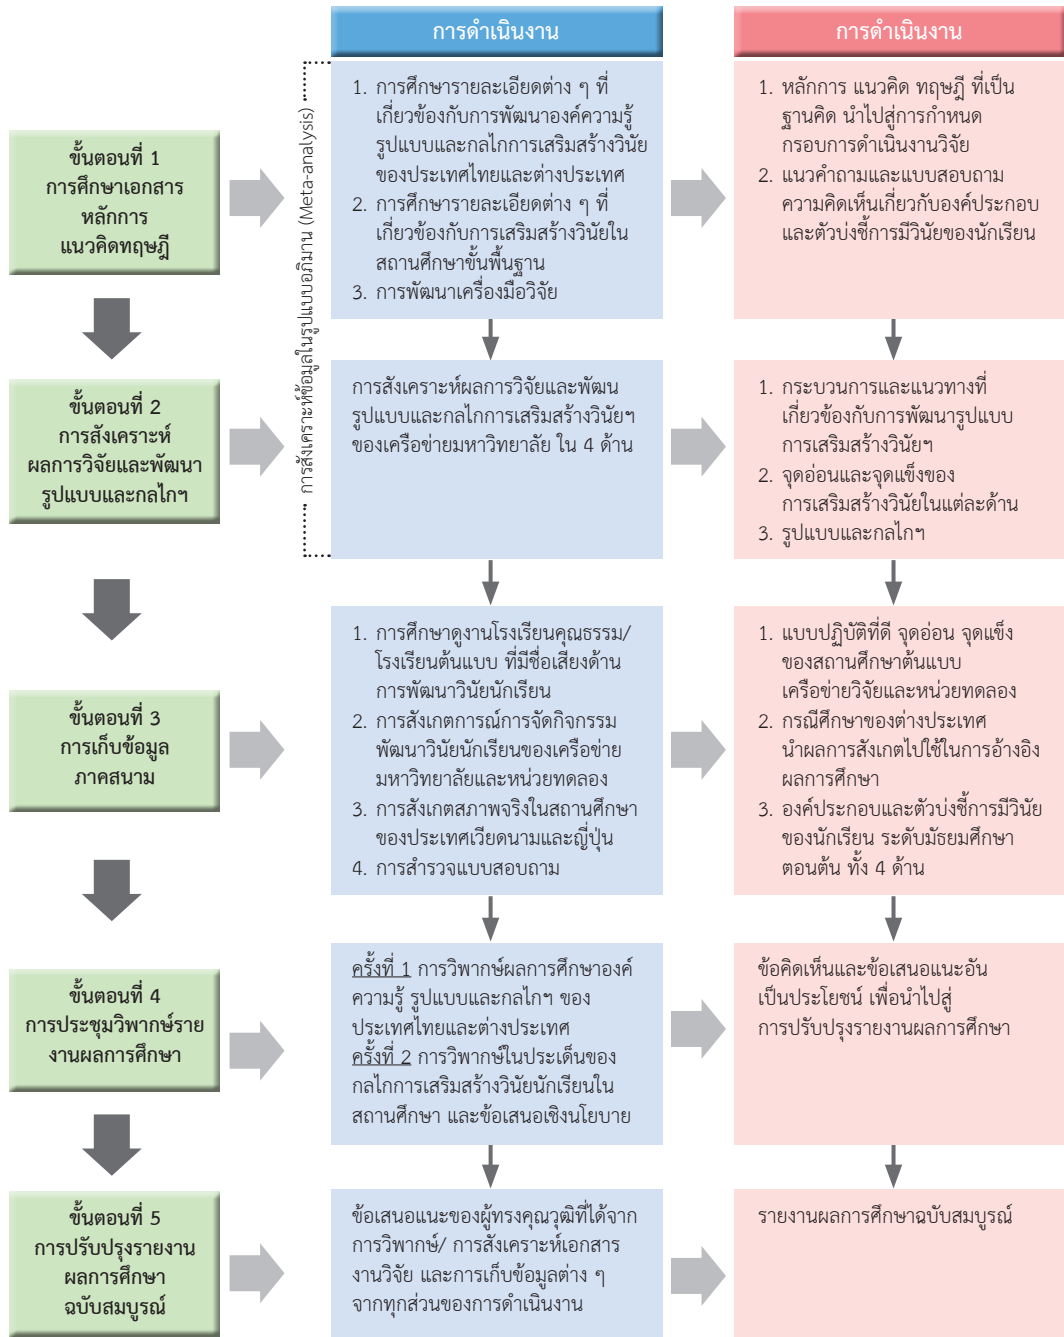 การดำเนินงาน
การดำเนินงาน
ขั้นตอนที่ 1
การศึกษาเอกสาร
หลักการ
แนวคิดทฤษฎี
การสังเคราะห์ข้อมูลในรูปแบบอภิมาน (Meta-analysis)
1. การศึกษารายละเอียดต่าง ๆ ที่
เกี่ยวข้องกับการพัฒนาองค์ความรู้
รูปแบบและกลไกการเสริมสร้างวินัย
ของประเทศไทยและต่างประเทศ
2. การศึกษารายละเอียดต่าง ๆ ที่
เกี่ยวข้องกับการเสริมสร้างวินัยใน
สถานศึกษาขั้นพื้นฐาน
3. การพัฒนาเครื่องมือวิจัย
1. หลักการ แนวคิด ทฤษฎี ที่เป็น
ฐานคิด นำไปสู่การกำหนด
กรอบการดำเนินงานวิจัย
2. แนวคำถามและแบบสอบถาม
ความคิดเห็นเกี่ยวกับองค์ประกอบ
และตัวบ่งชี้การมีวินัยของนักเรียน
ขั้นตอนที่ 2
การสังเคราะห์
ผลการวิจัยและพัฒนา
รูปแบบและกลไกฯ
การสังเคราะห์ผลการวิจัยและพัฒน
รูปแบบและกลไกการเสริมสร้างวินัยฯ
ของเครือข่ายมหาวิทยาลัย ใน 4 ด้าน
1. กระบวนการและแนวทางที่
เกี่ยวข้องกับการพัฒนารูปแบบ
การเสริมสร้างวินัยฯ
2. จุดอ่อนและจุดแข็งของ
การเสริมสร้างวินัยในแต่ละด้าน
3. รูปแบบและกลไกฯ
ขั้นตอนที่ 3
การเก็บข้อมูล
ภาคสนาม
1. การศึกษาดูงานโรงเรียนคุณธรรม/
โรงเรียนต้นแบบ ที่มีชื่อเสียงด้าน
การพัฒนาวินัยนักเรียน
2. การสังเกตการณ์การจัดกิจกรรม
พัฒนาวินัยนักเรียนของเครือข่าย
มหาวิทยาลัยและหน่วยทดลอง
3. การสังเกตสภาพจริงในสถานศึกษา
ของประเทศเวียดนามและญี่ปุ่น
4. การสำรวจแบบสอบถาม
1. แบบปฏิบัติที่ดี จุดอ่อน จุดแข็ง
ของสถานศึกษาต้นแบบ
เครือข่ายวิจัยและหน่วยทดลอง
2. กรณีศึกษาของต่างประเทศ
นำผลการสังเกตไปใช้ในการอ้างอิง
ผลการศึกษา
3. องค์ประกอบและตัวบ่งชี้การมีวินัย
ของนักเรียน ระดับมัธยมศึกษา
ตอนต้น ทั้ง 4 ด้าน
ขั้นตอนที่ 4
การประชุมวิพากษ์ราย
งานผลการศึกษา
ครั้งที่ 1 การวิพากษ์ผลการศึกษาองค์
ความรู้ รูปแบบและกลไกฯ ของ
ประเทศไทยและต่างประเทศ
ครั้งที่ 2 การวิพากษ์ในประเด็นของ
กลไกการเสริมสร้างวินัยนักเรียนใน
สถานศึกษา และข้อเสนอเชิงนโยบาย
ข้อคิดเห็นและข้อเสนอแนะอัน
เป็นประโยชน์ เพื่อนำไปสู่
การปรับปรุงรายงานผลการศึกษา
ขั้นตอนที่ 5
การปรับปรุงรายงาน
ผลการศึกษา
ฉบับสมบูรณ์
ข้อเสนอแนะของผู้ทรงคุณวุฒิที่ได้จาก
การวิพากษ์/ การสังเคราะห์เอกสาร
งานวิจัย และการเก็บข้อมูลต่าง ๆ
จากทุกส่วนของการดำเนินงาน
รายงานผลการศึกษาฉบับสมบูรณ์